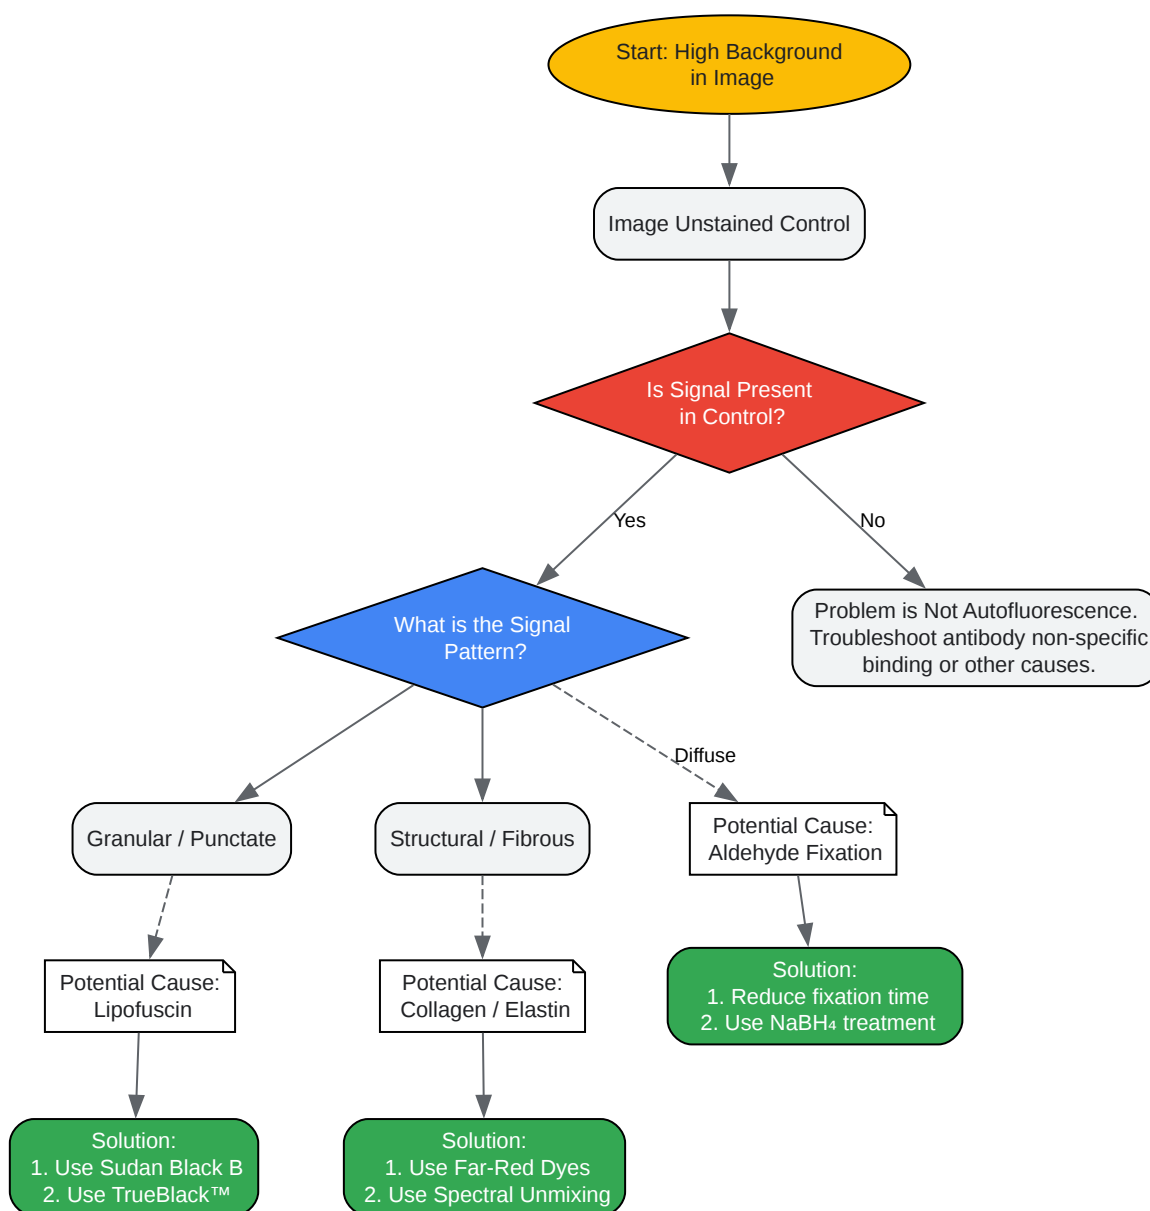 Start: High Background
in Image
Image Unstained Control
Is Signal Present
in Control?
Yes
No
What is the Signal
Pattern?
Problem is Not Autofluorescence.
Troubleshoot antibody non-specific
binding or other causes.
Diffuse
Granular / Punctate
Structural / Fibrous
Potential Cause:
Aldehyde Fixation
Potential Cause:
Lipofuscin
Potential Cause:
Collagen / Elastin
Solution:
1. Reduce fixation time
2. Use NaBH₄ treatment
Solution:
1. Use Sudan Black B
2. Use TrueBlack™
Solution:
1. Use Far-Red Dyes
2. Use Spectral Unmixing